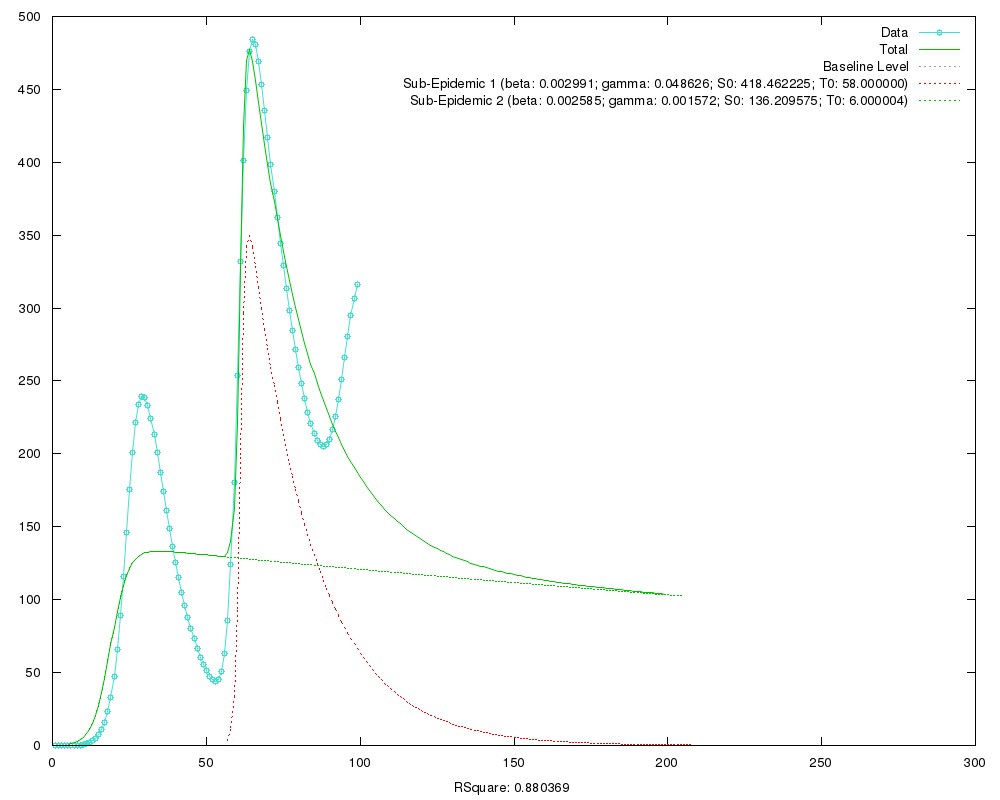 500
450
400
350
300
250
200
150
100
50
0
Data
Total
Baseline Level
Sub-Epidemic 1 (beta: 0.002991; gamma: 0.048626; S0: 418.462225; T0: 58.000000)
Sub-Epidemic 2 (beta: 0.002585; gamma: 0.001572; S0: 136.209575; T0: 6.000004)
0 50 100 150 200 250 300
RSquare: 0.880369